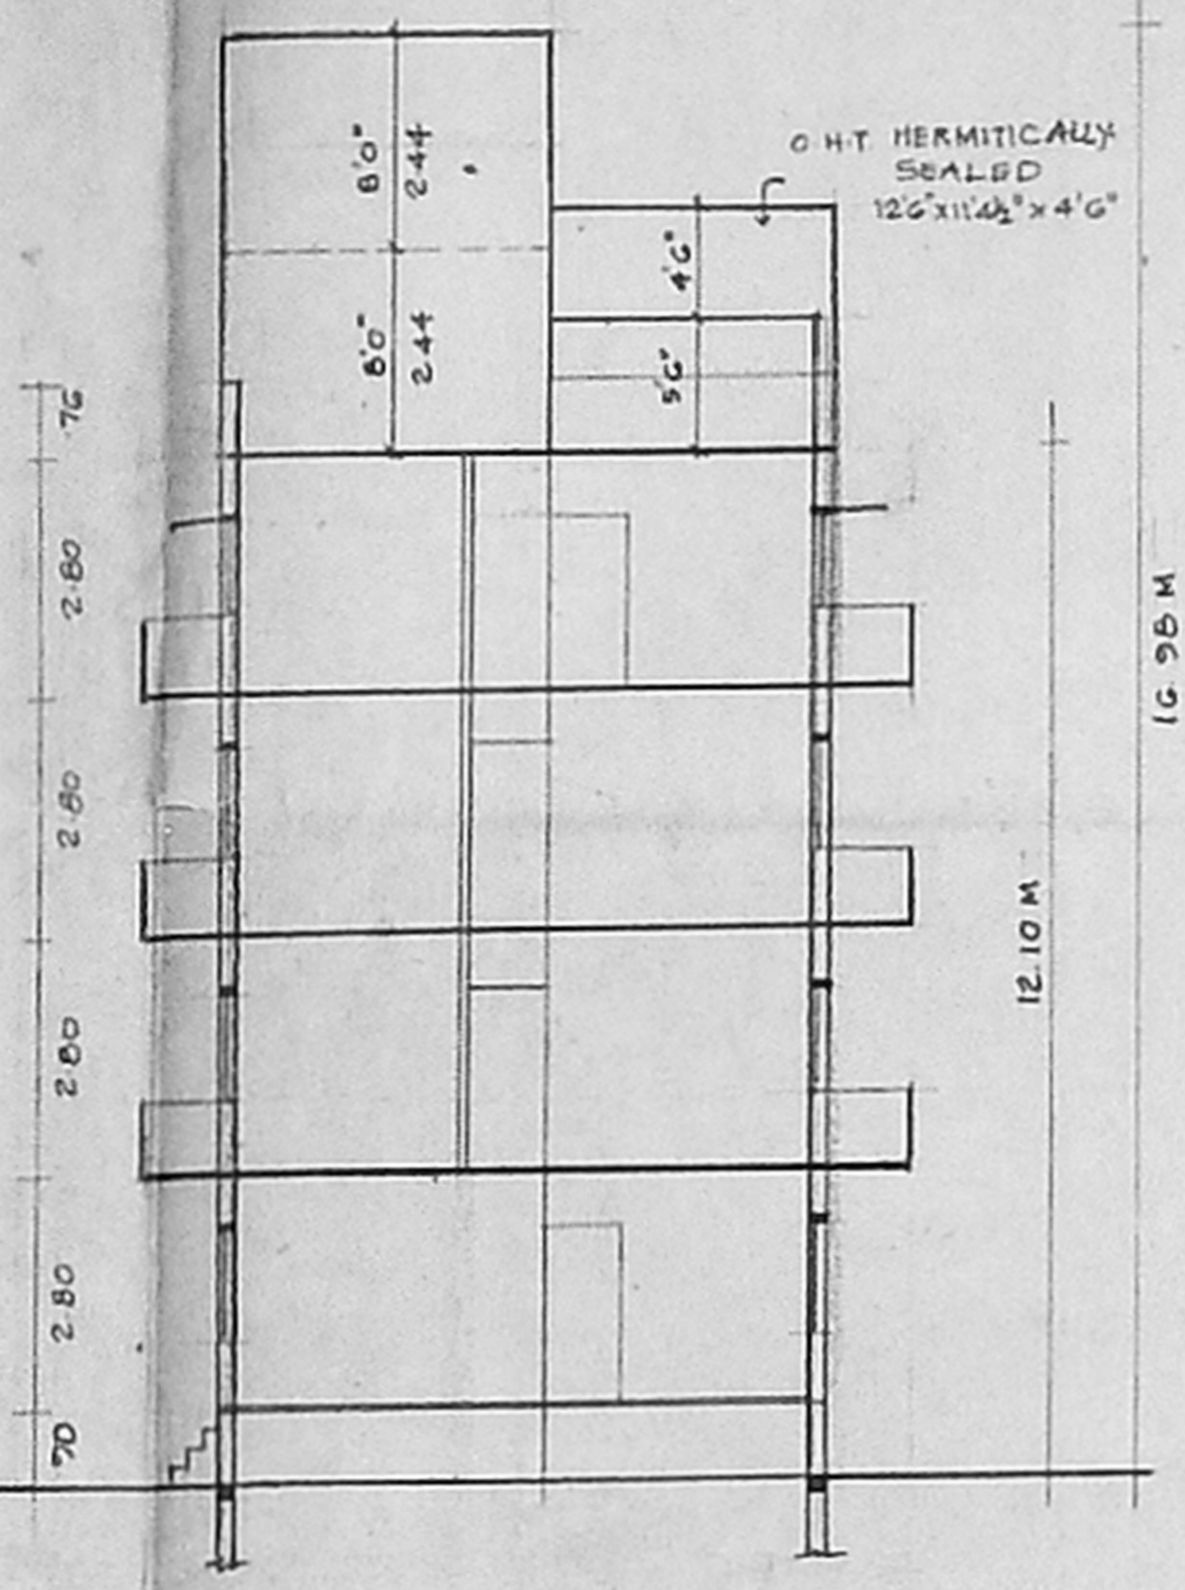 8'0"
2.44
O.H.T. HERMITICALLY
SEALED
12'6"x11'4½"x4'6"
4'6"
8'0"
2.44
5'6"
.76
2.80
16.98 M
2.80
12.10 M
2.80
2.80
.70